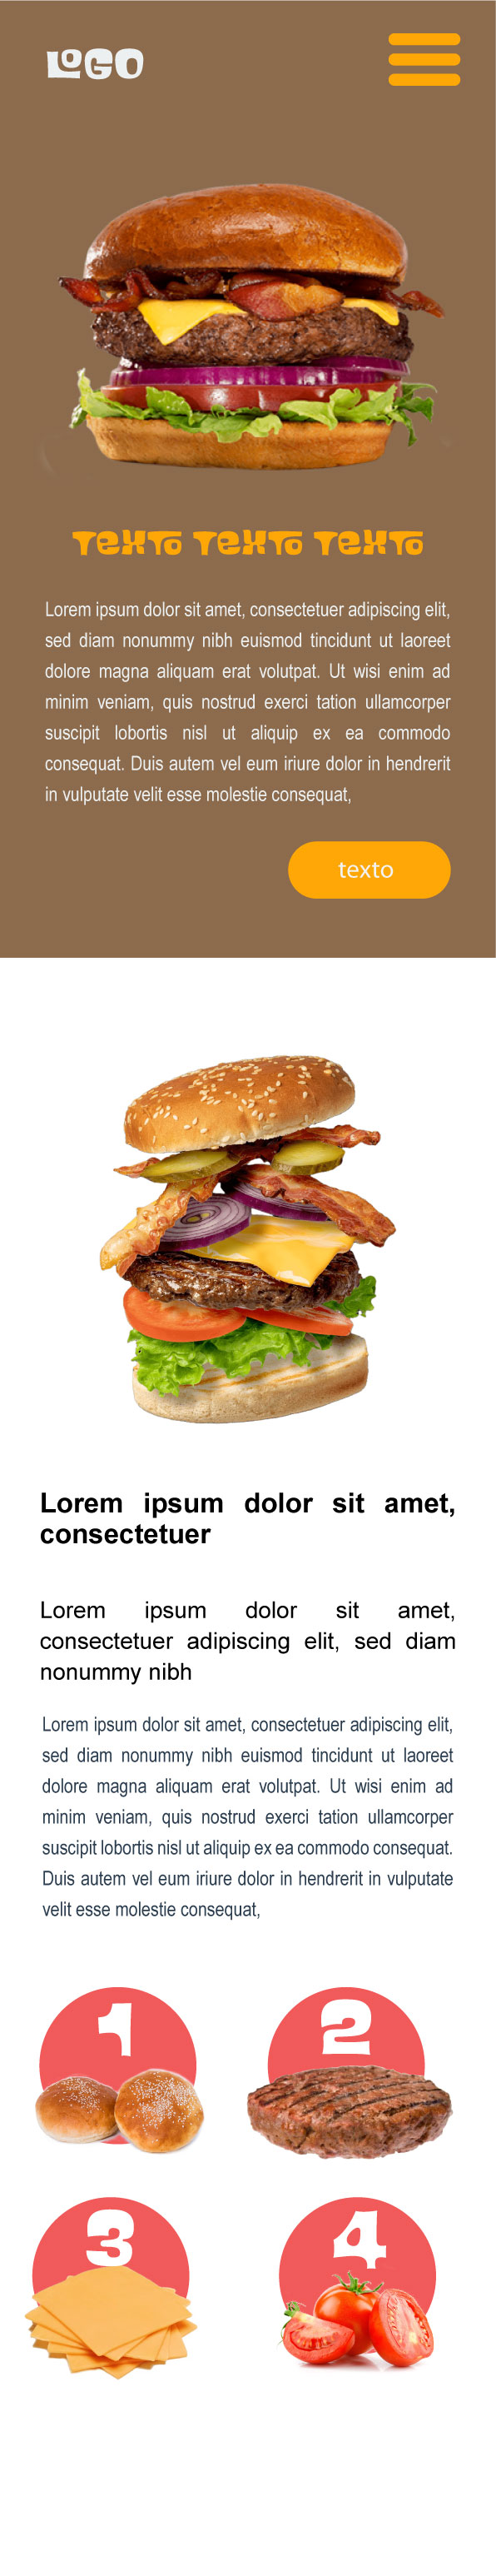 LOGO
TEXTO TEXTO TEXTO
Lorem ipsum dolor sit amet, consectetuer adipiscing elit,
sed diam nonummy nibh euismod tincidunt ut laoreet
dolore magna aliquam erat volutpat. Ut wisi enim ad
minim veniam, quis nostrud exerci tation ullamcorper
suscipit lobortis nisl ut aliquip ex ea commodo
consequat. Duis autem vel eum iriure dolor in hendrerit
in vulputate velit esse molestie consequat,
texto
Lorem ipsum dolor sit amet,
consectetuer
Lorem ipsum dolor sit amet,
consectetuer adipiscing elit, sed diam
nonummy nibh
Lorem ipsum dolor sit amet, consectetuer adipiscing elit,
sed diam nonummy nibh euismod tincidunt ut laoreet
dolore magna aliquam erat volutpat. Ut wisi enim ad
minim veniam, quis nostrud exerci tation ullamcorper
suscipit lobortis nisl ut aliquip ex ea commodo consequat.
Duis autem vel eum iriure dolor in hendrerit in vulputate
velit esse molestie consequat,
1
2
3
4